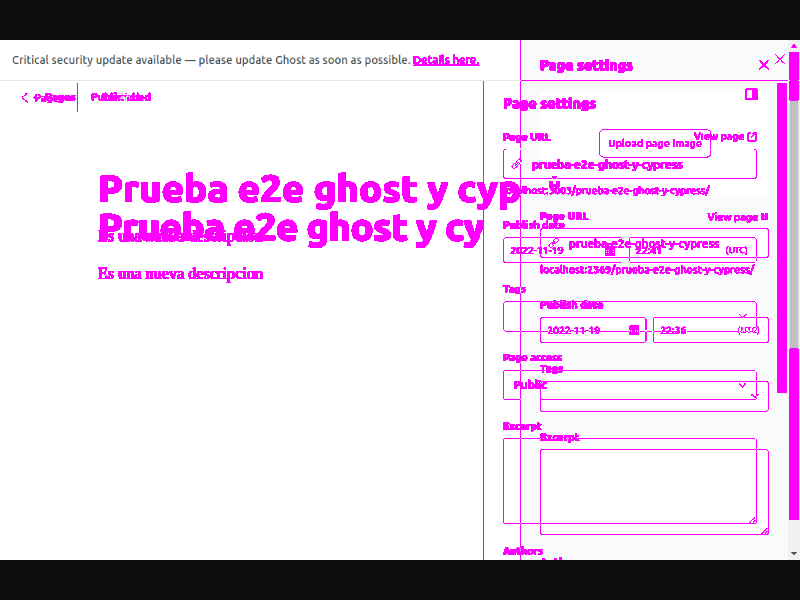 Critical security update available — please update Ghost as soon as possible. Details here.
Page settings
Pages
Published
Page settings
Page URL
View page
Upload page image
prueba-e2e-ghost-y-cypress
localhost:3003/prueba-e2e-ghost-y-cypress/
Prueba e2e ghost y cyp
Prueba e2e ghost y cy
Es una nueva descripcion
Es una nueva descripcion
Page URL
View page
Publish date
prueba-e2e-ghost-y-cypress
2022-11-19
22:41
(UTC)
localhost:2369/prueba-e2e-ghost-y-cypress/
Tags
Publish date
2022-11-19
22:36
(UTC)
Page access
Tags
Public
Excerpt
Excerpt
Authors